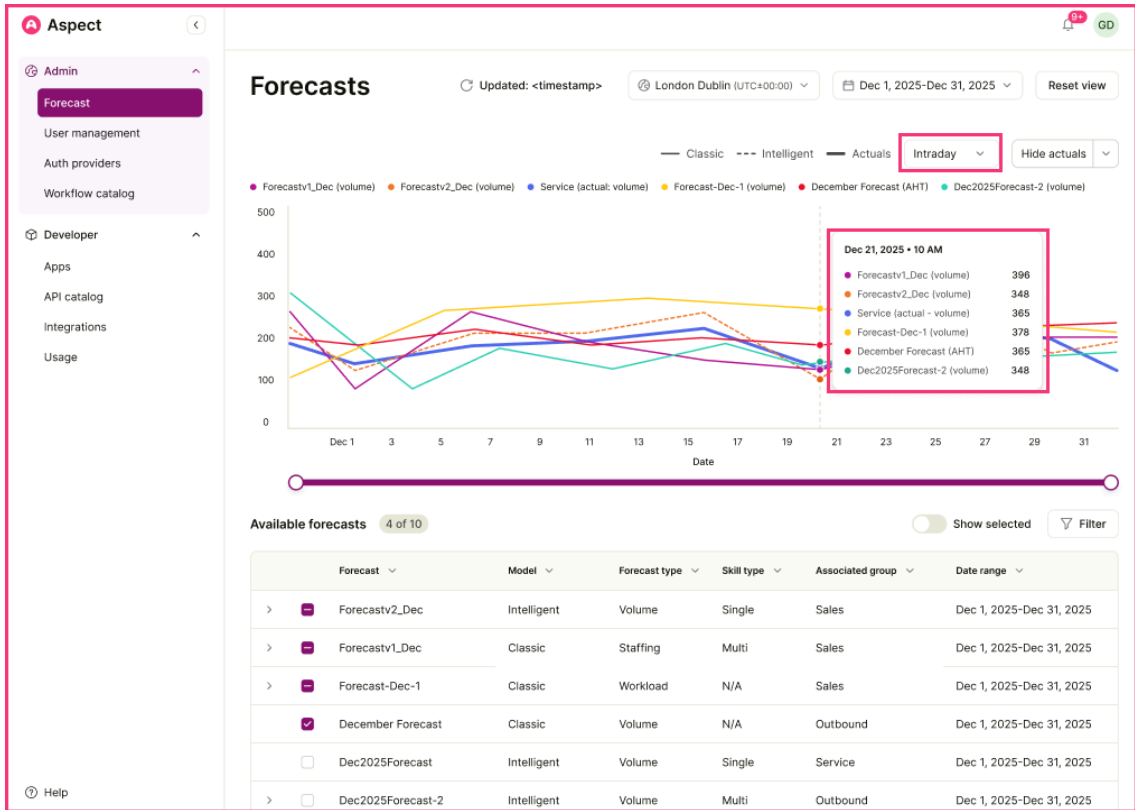 Aspect
9+
GD
Admin
Forecast
User management
Auth providers
Workflow catalog
Developer
Apps
API catalog
Integrations
Usage
Help
Forecasts
Updated: <timestamp>
London Dublin (UTC±00:00)
Dec 1, 2025-Dec 31, 2025
Reset view
Classic
Intelligent
Actuals
Intraday
Hide actuals
Forecastv1_Dec (volume) Forecastv2_Dec (volume) Service (actual: volume) Forecast-Dec-1 (volume) December Forecast (AHT) Dec2025Forecast-2 (volume)
500
400
300
200
100
0
Dec 21, 2025 • 10 AM
Forecastv1_Dec (volume) 396
Forecastv2_Dec (volume) 348
Service (actual - volume) 365
Forecast-Dec-1 (volume) 378
December Forecast (AHT) 365
Dec2025Forecast-2 (volume) 348
Dec 1 3 5 7 9 11 13 15 17 19 21 23 25 27 29 31
Date
Available forecasts 4 of 10
Show selected
Filter
Forecast Model Forecast type Skill type Associated group Date range
Forecastv2_Dec Intelligent Volume Single Sales Dec 1, 2025-Dec 31, 2025
Forecastv1_Dec Classic Staffing Multi Sales Dec 1, 2025-Dec 31, 2025
Forecast-Dec-1 Classic Workload N/A Sales Dec 1, 2025-Dec 31, 2025
December Forecast Classic Volume N/A Outbound Dec 1, 2025-Dec 31, 2025
Dec2025Forecast Intelligent Volume Single Service Dec 1, 2025-Dec 31, 2025
Dec2025Forecast-2 Intelligent Volume Multi Outbound Dec 1, 2025-Dec 31, 2025